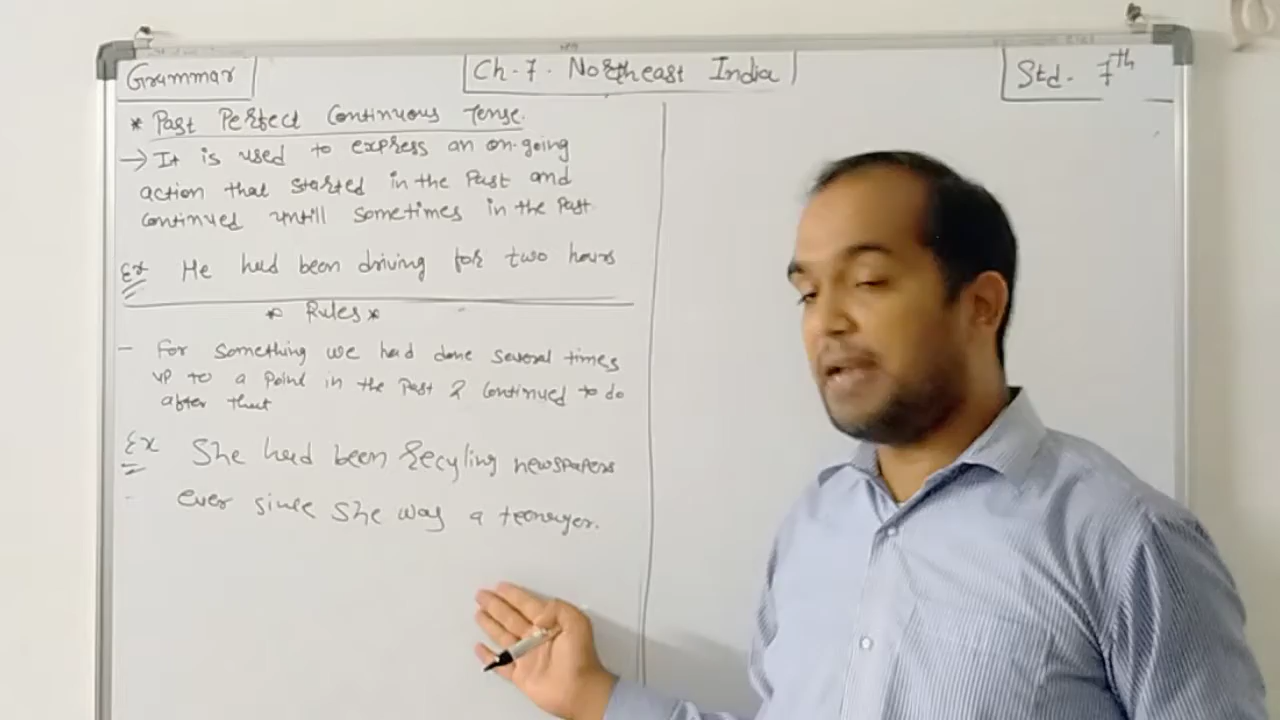 Grammar
Ch-7. Northeast India
Std. 7th
* Past Perfect Continuous Tense.
→ It is used to express an on-going
action that started in the Past and
Continued untill sometimes in the Past.
Ex He had been driving for two hours
* Rules *
- For something we had done several times
up to a point in the Past & Continued to do
after that
Ex She had been Recyling newspapers
ever since she was a teenager.